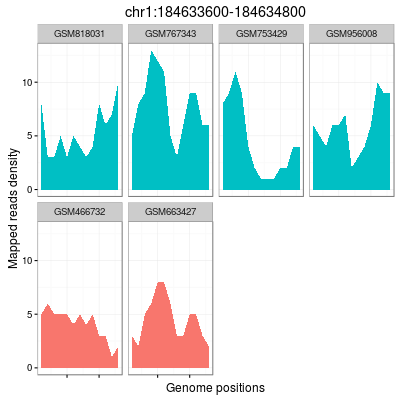 chr1:184633600-184634800
GSM818031 GSM767343 GSM753429 GSM956008
10
5
0
GSM466732 GSM663427
10
5
0
Mapped reads density
Genome positions